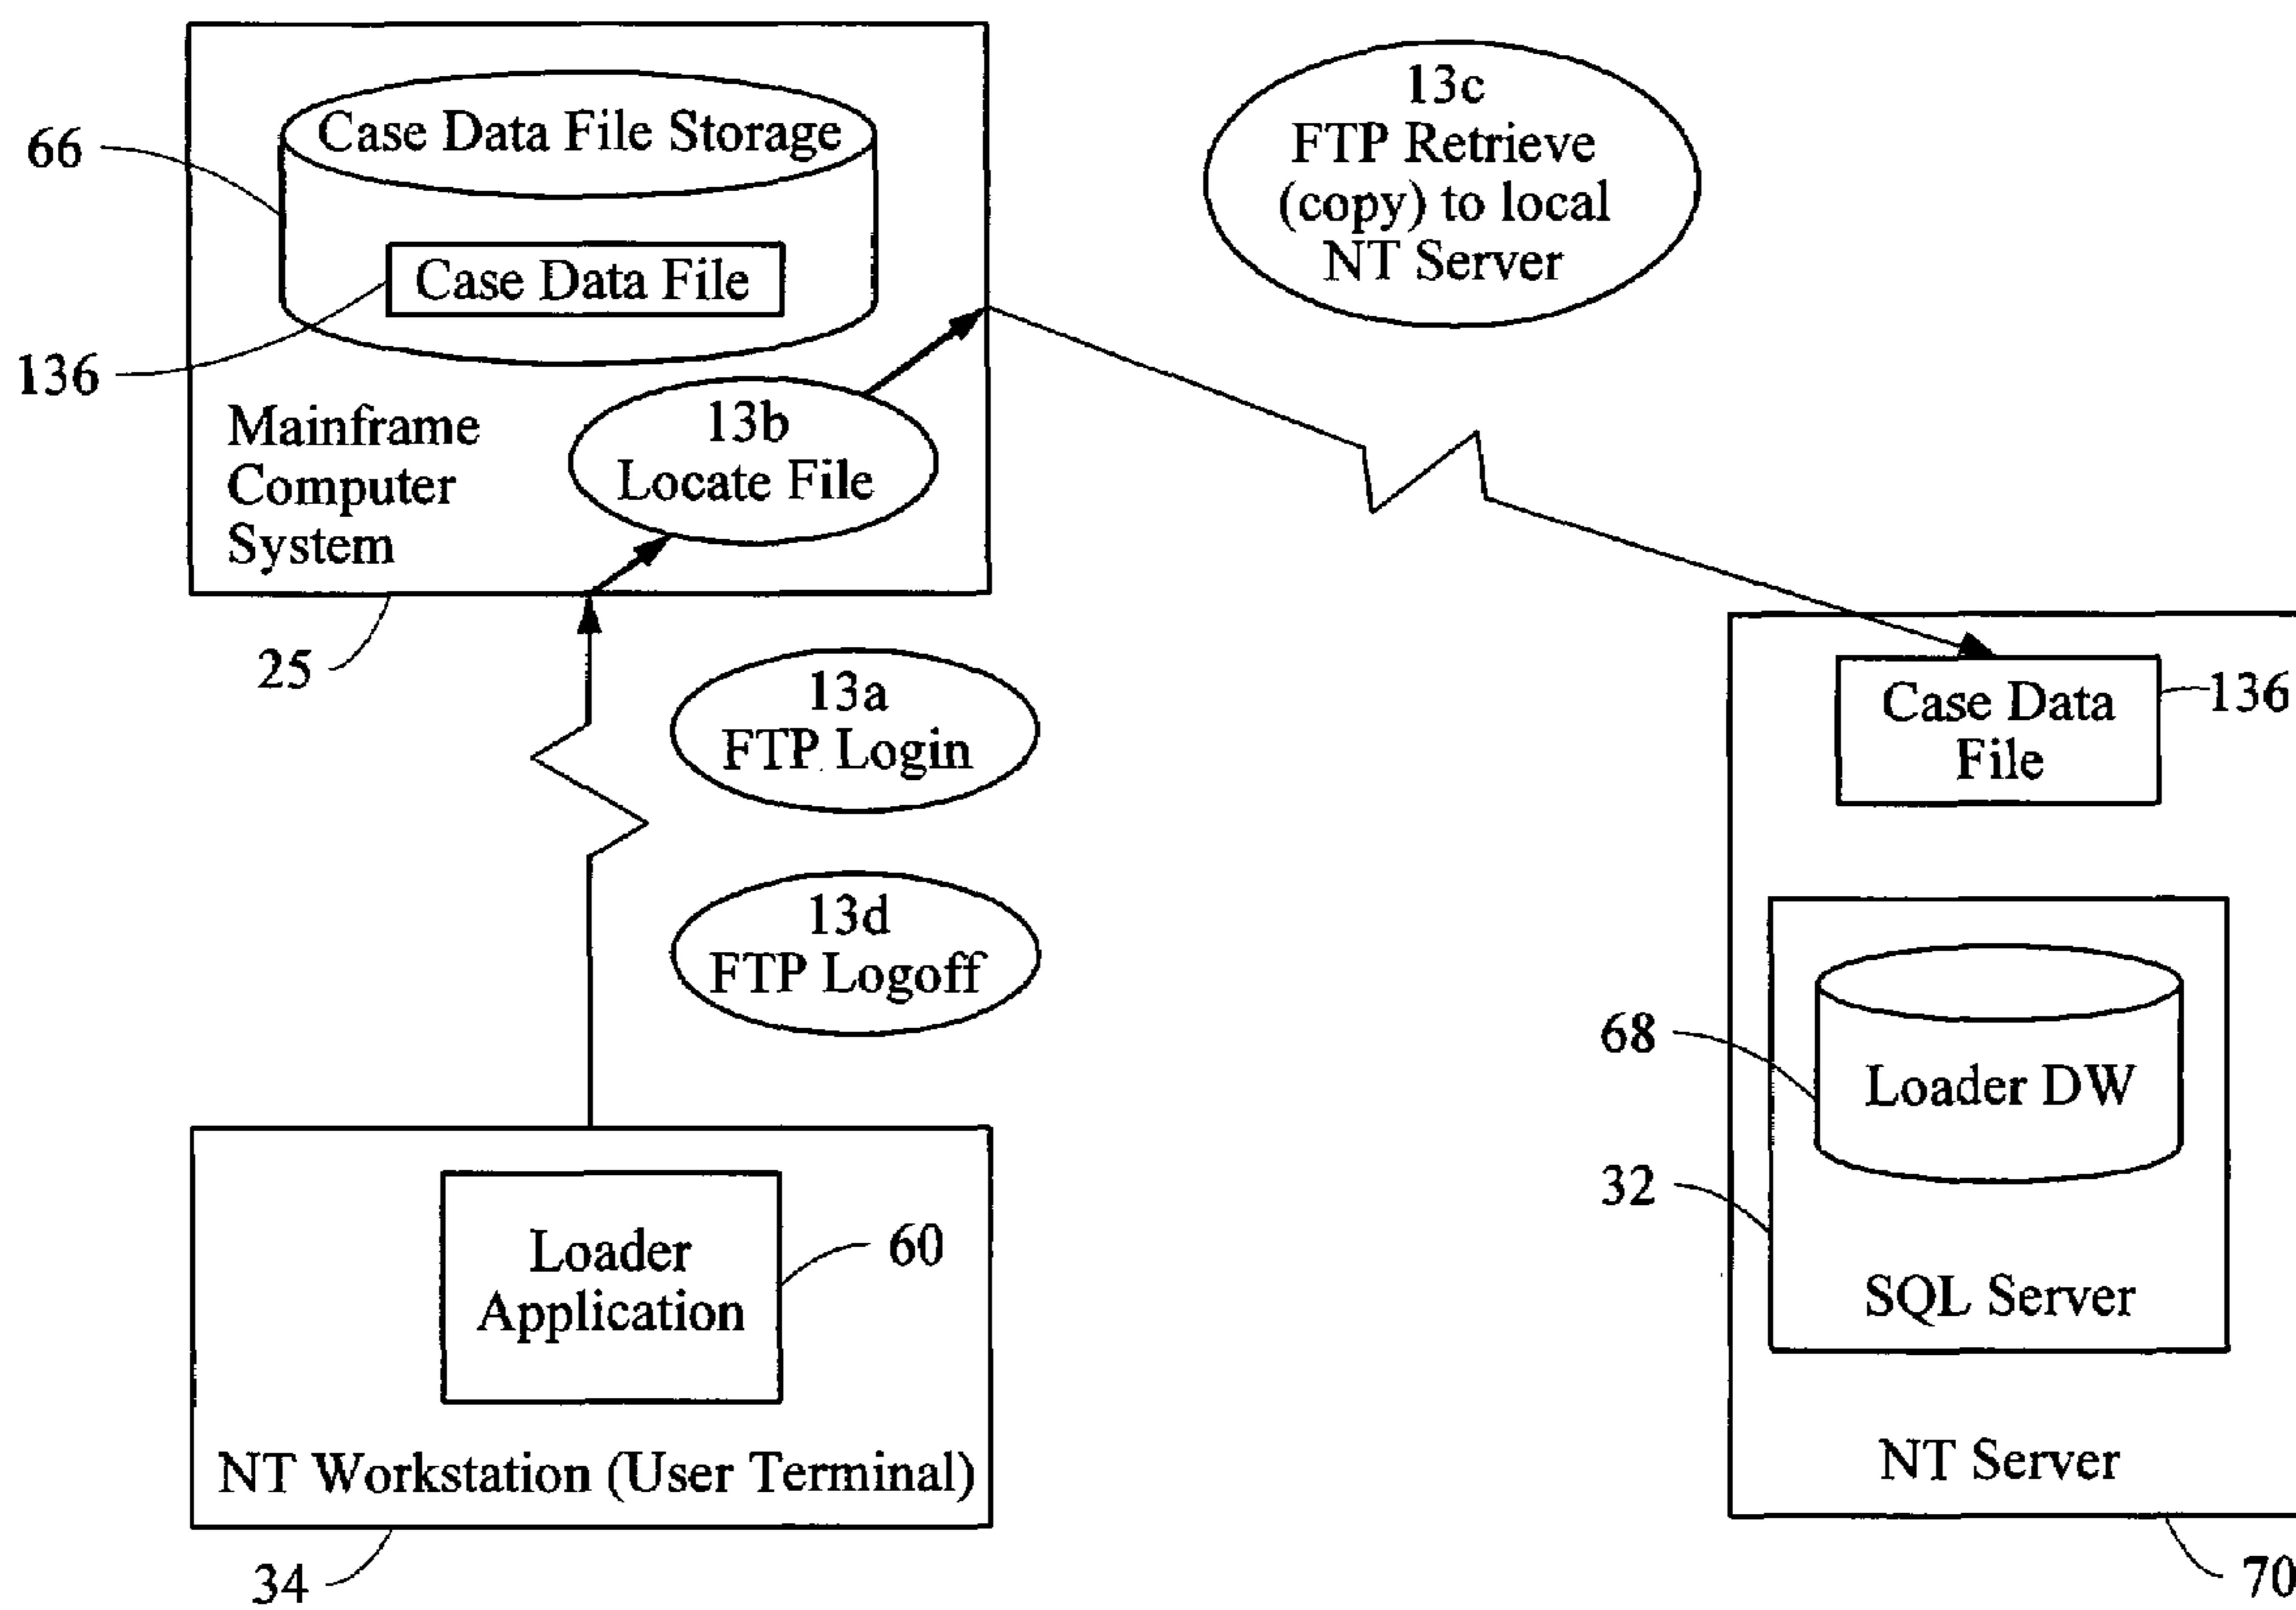 Case Data File Storage
66
Case Data File
136
Mainframe
Computer
System
13b
Locate File
25
13c
FTP Retrieve
(copy) to local
NT Server
13a
FTP Login
13d
FTP Logoff
Loader
Application
60
NT Workstation (User Terminal)
34
Case Data
File
136
68
Loader DW
32
SQL Server
NT Server
70